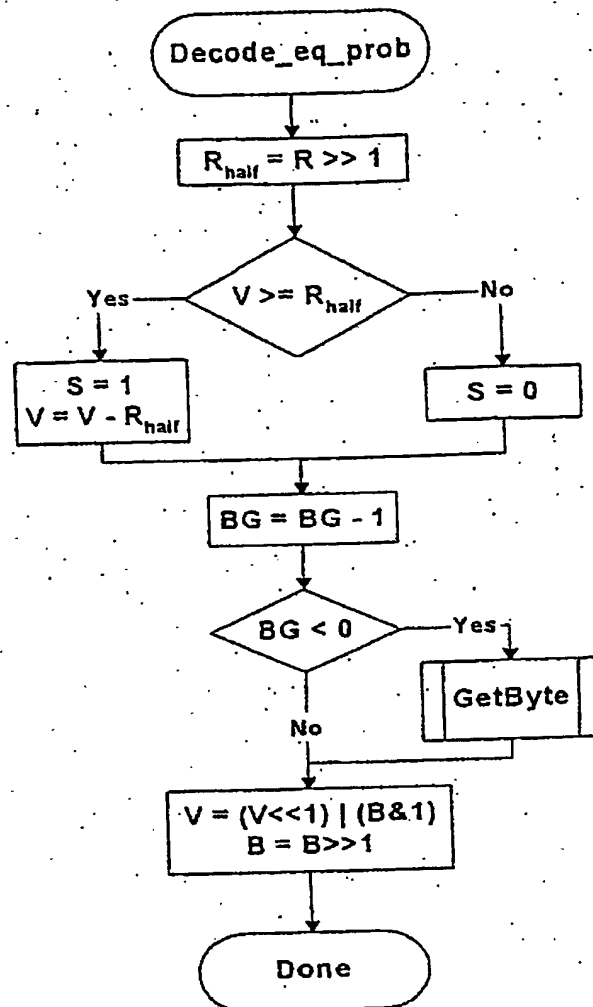 Decode_eq_prob
R_half = R >> 1
V >= R_half
Yes
No
S = 1
V = V - R_half
S = 0
BG = BG - 1
BG < 0
Yes
GetByte
No
V = (V<<1) | (B&1)
B = B>>1
Done